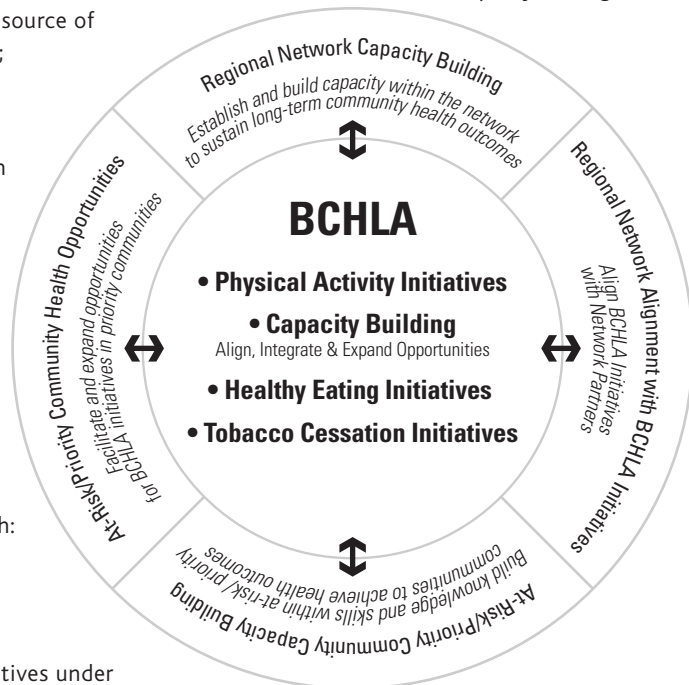 source of
Regional Network Capacity Building
Establish and build capacity within the network
to sustain long-term community health outcomes
At-Risk/Priority Community Health Opportunities
Facilitate and expand opportunities
for BCHLA initiatives in priority communities
BCHLA
• Physical Activity Initiatives
• Capacity Building
Align, Integrate & Expand Opportunities
• Healthy Eating Initiatives
• Tobacco Cessation Initiatives
Regional Network Alignment with BCHLA Initiatives
Align BCHLA Initiatives
with Network Partners
At-Risk/Priority Community Capacity Building
Build knowledge and skills within at-risk/ priority
communities to achieve health outcomes